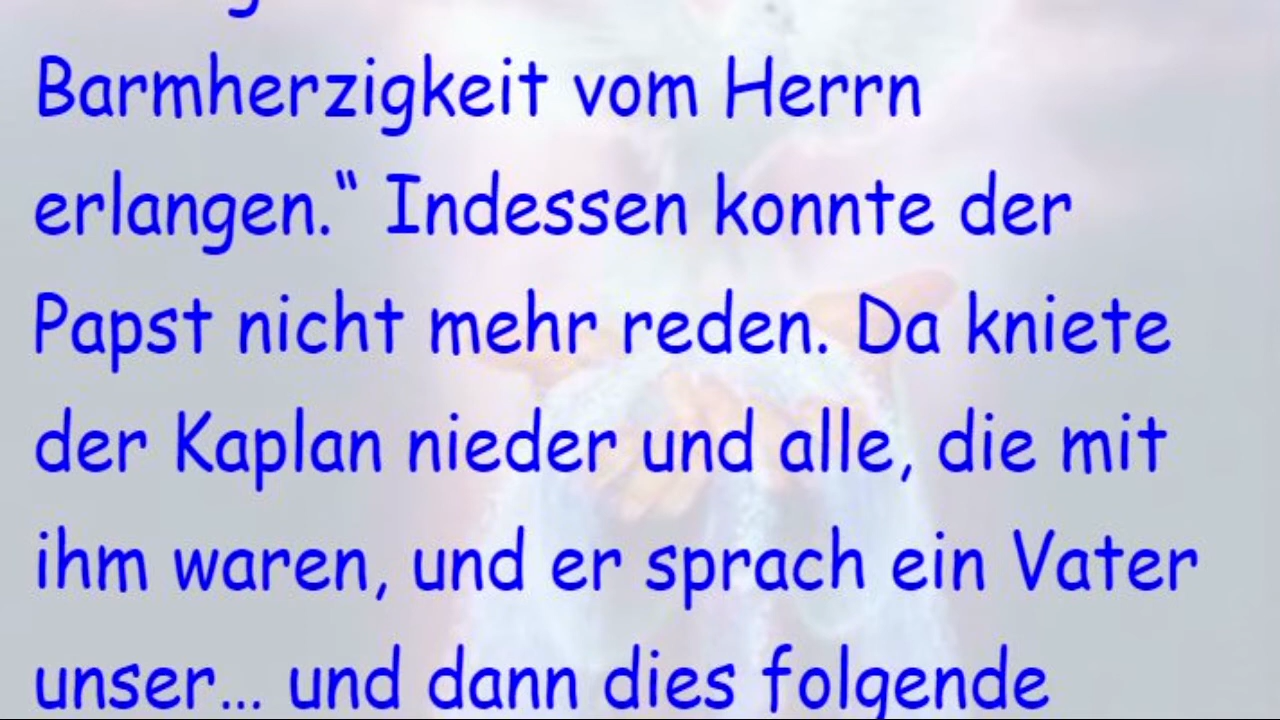 Barmherzigkeit vom Herrn
erlangen.“ Indessen konnte der
Papst nicht mehr reden. Da kniete
der Kaplan nieder und alle, die mit
ihm waren, und er sprach ein Vater
unser… und dann dies folgende